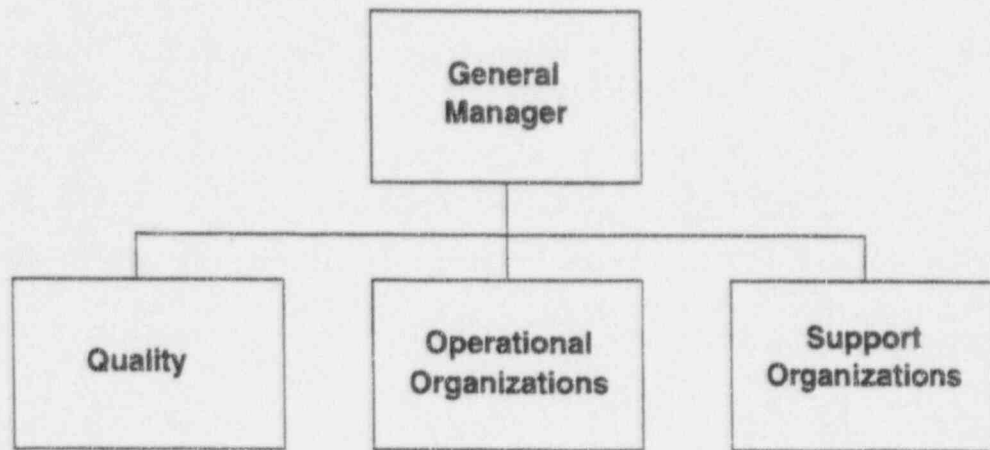 General
Manager
Quality
Operational
Organizations
Support
Organizations